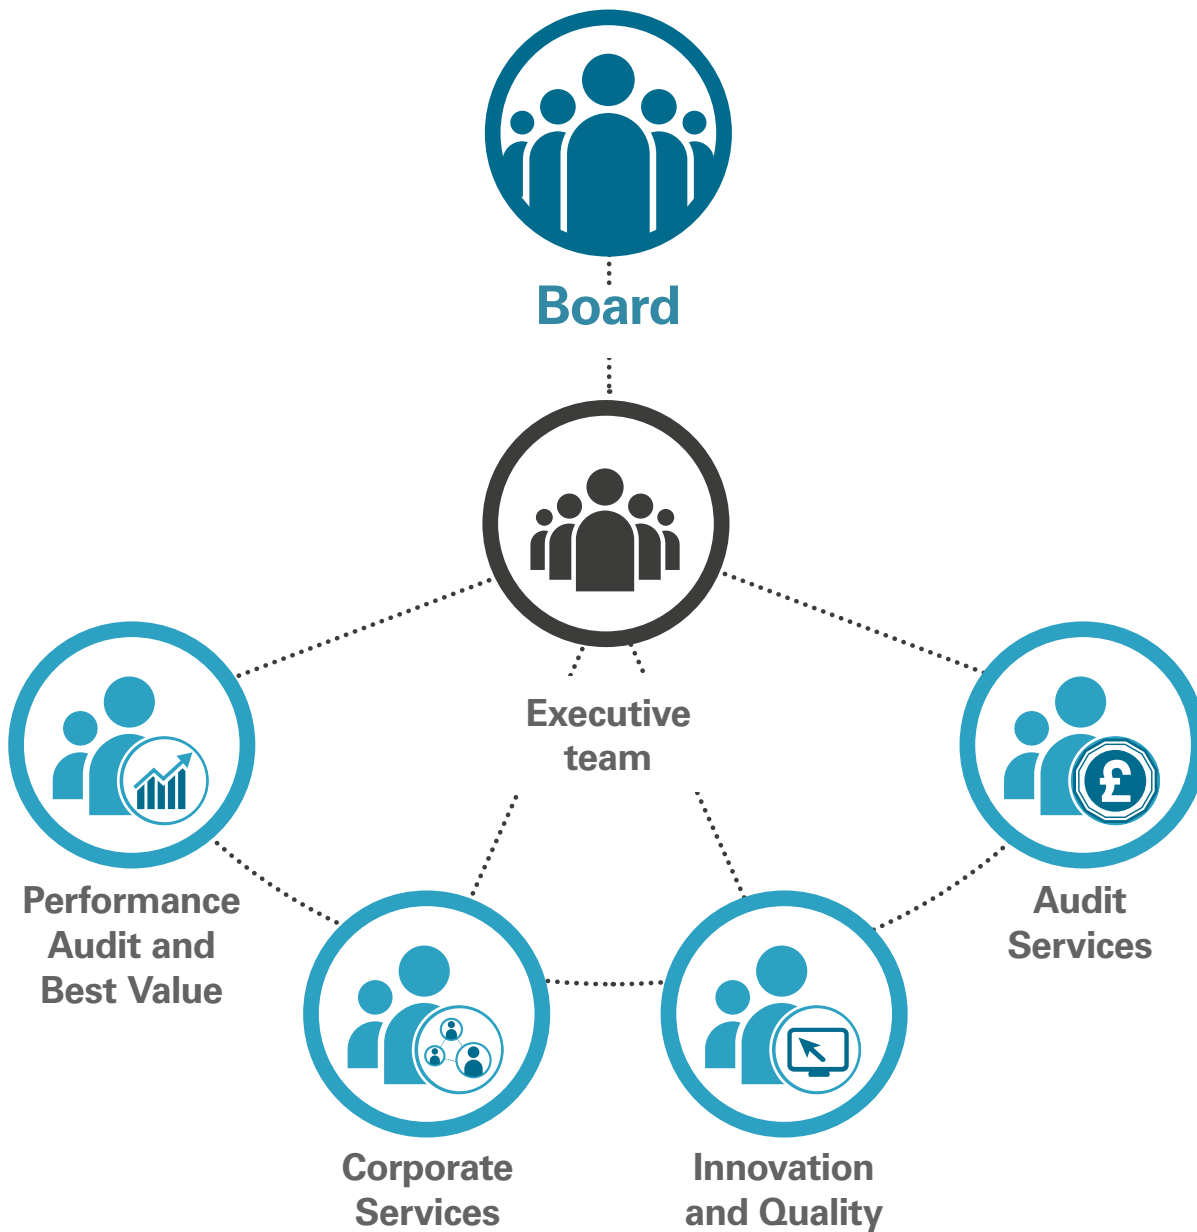 Board
Executive
team
£
Performance
Audit and
Best Value
Audit
Services
Corporate
Services
Innovation
and Quality